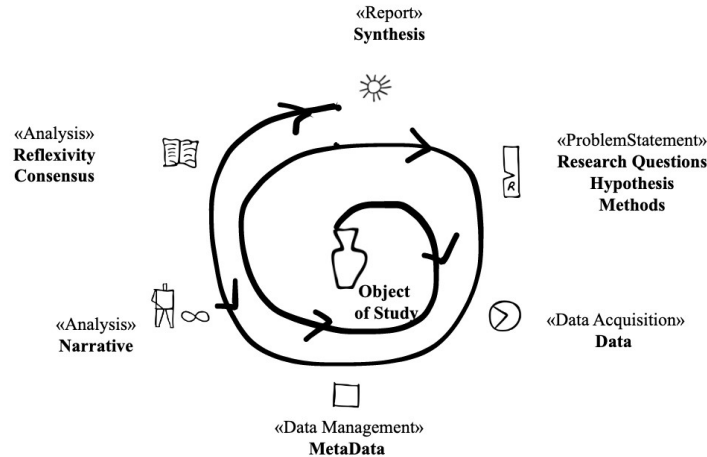 «Report»
Synthesis
«Analysis»
Reflexivity
Consensus
«ProblemStatement»
Research Questions
Hypothesis
Methods
R
Object
of Study
«Analysis»
Narrative
«Data Acquisition»
Data
«Data Management»
MetaData